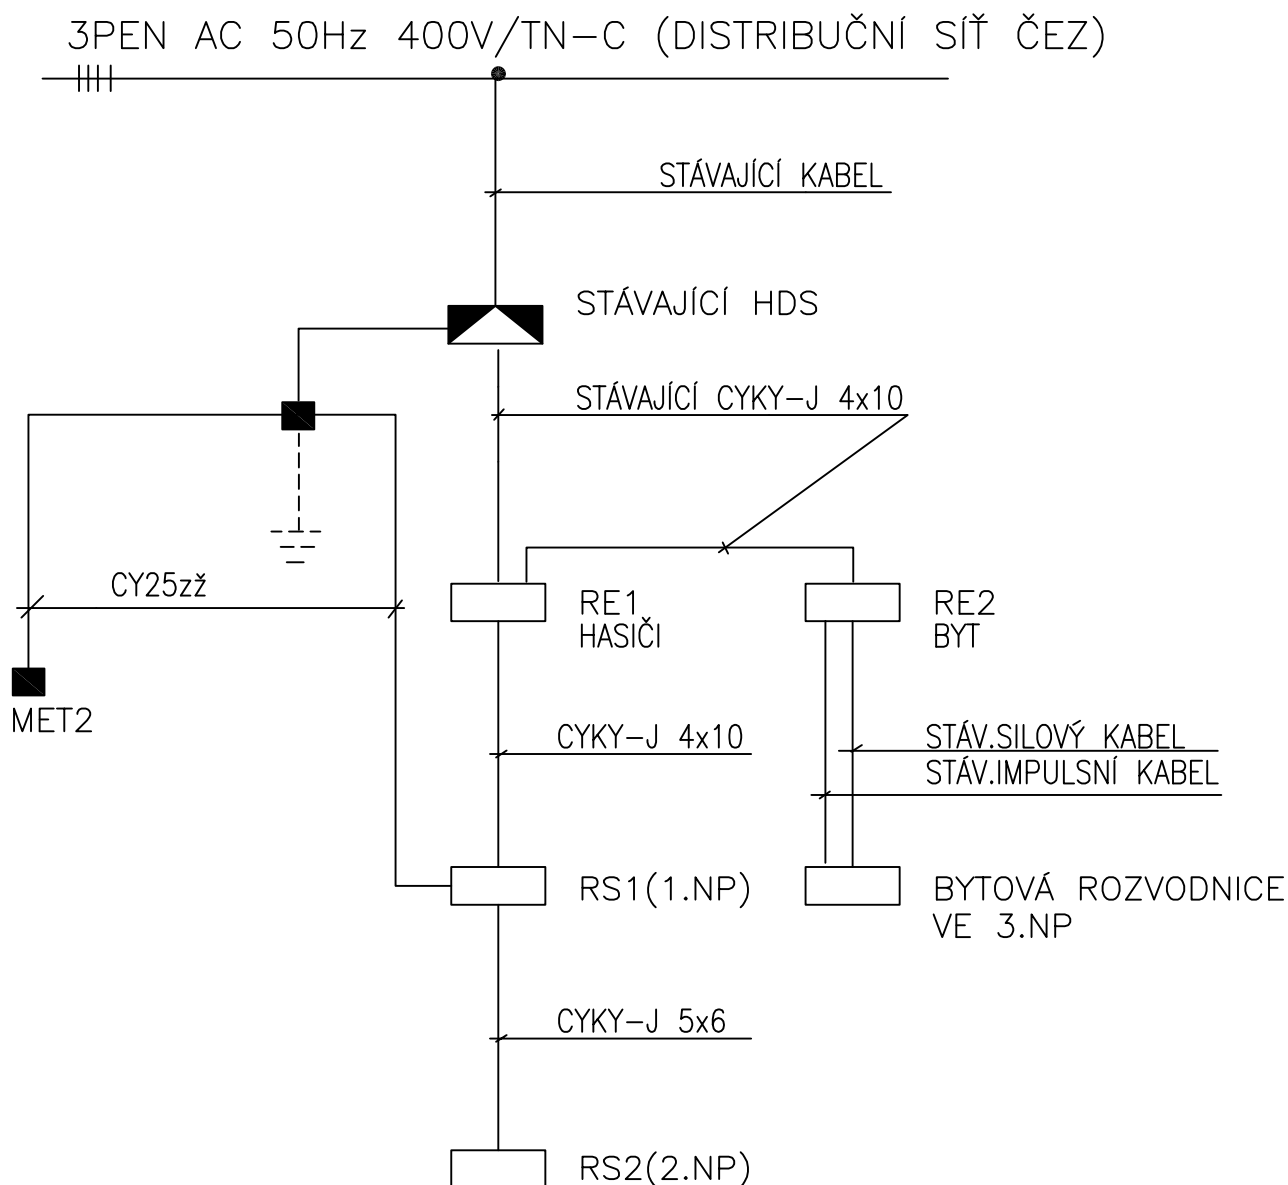 3PEN AC 50Hz 400V/TN-C (DISTRIBUČNÍ SÍŤ ČEZ)
STÁVAJÍCÍ KABEL
STÁVAJÍCÍ HDS
STÁVAJÍCÍ CYKY-J 4x10
CY25zž
RE1
HASIČI
RE2
BYT
MET2
CYKY-J 4x10
STÁV.SILOVÝ KABEL
STÁV.IMPULSNÍ KABEL
RS1(1.NP)
BYTOVÁ ROZVODNICE
VE 3.NP
CYKY-J 5x6
RS2(2.NP)